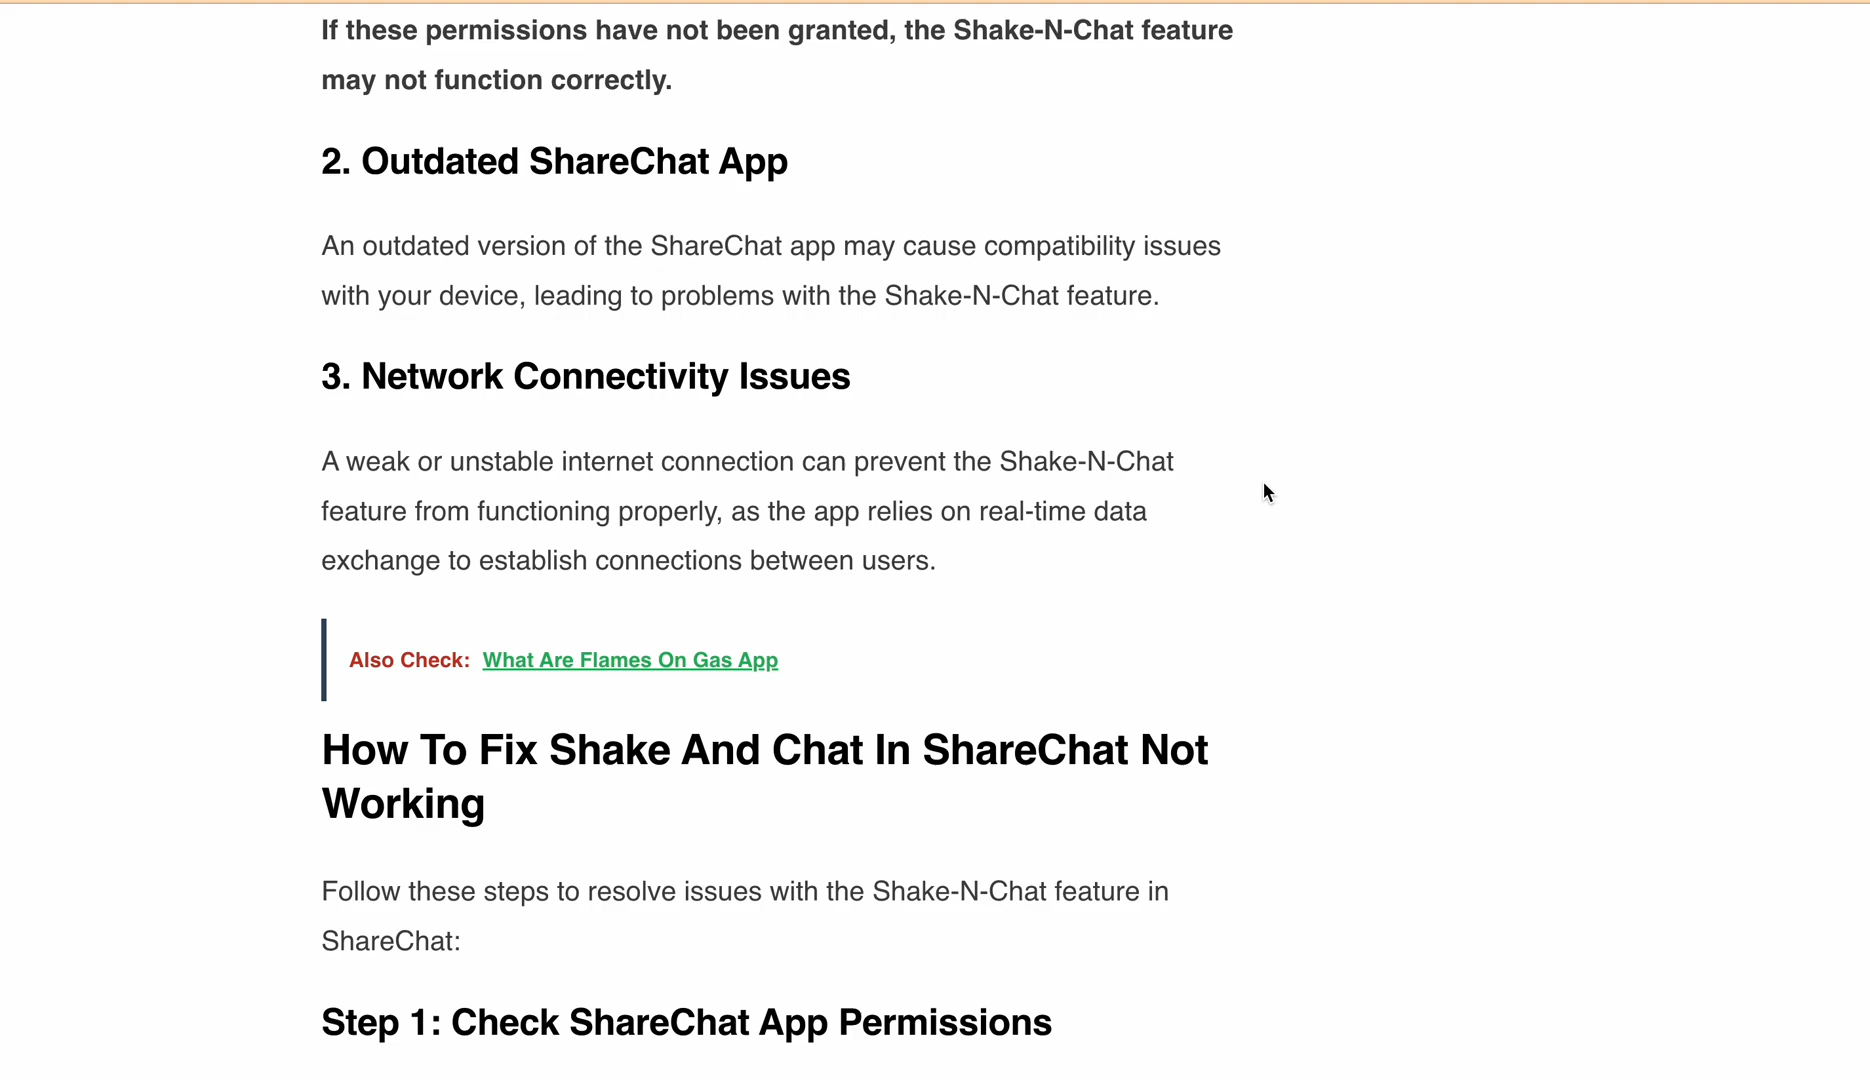 If these permissions have not been granted, the Shake-N-Chat feature
may not function correctly.
2. Outdated ShareChat App
An outdated version of the ShareChat app may cause compatibility issues
with your device, leading to problems with the Shake-N-Chat feature.
3. Network Connectivity Issues
A weak or unstable internet connection can prevent the Shake-N-Chat
feature from functioning properly, as the app relies on real-time data
exchange to establish connections between users.
Also Check: What Are Flames On Gas App
How To Fix Shake And Chat In ShareChat Not
Working
Follow these steps to resolve issues with the Shake-N-Chat feature in
ShareChat:
Step 1: Check ShareChat App Permissions